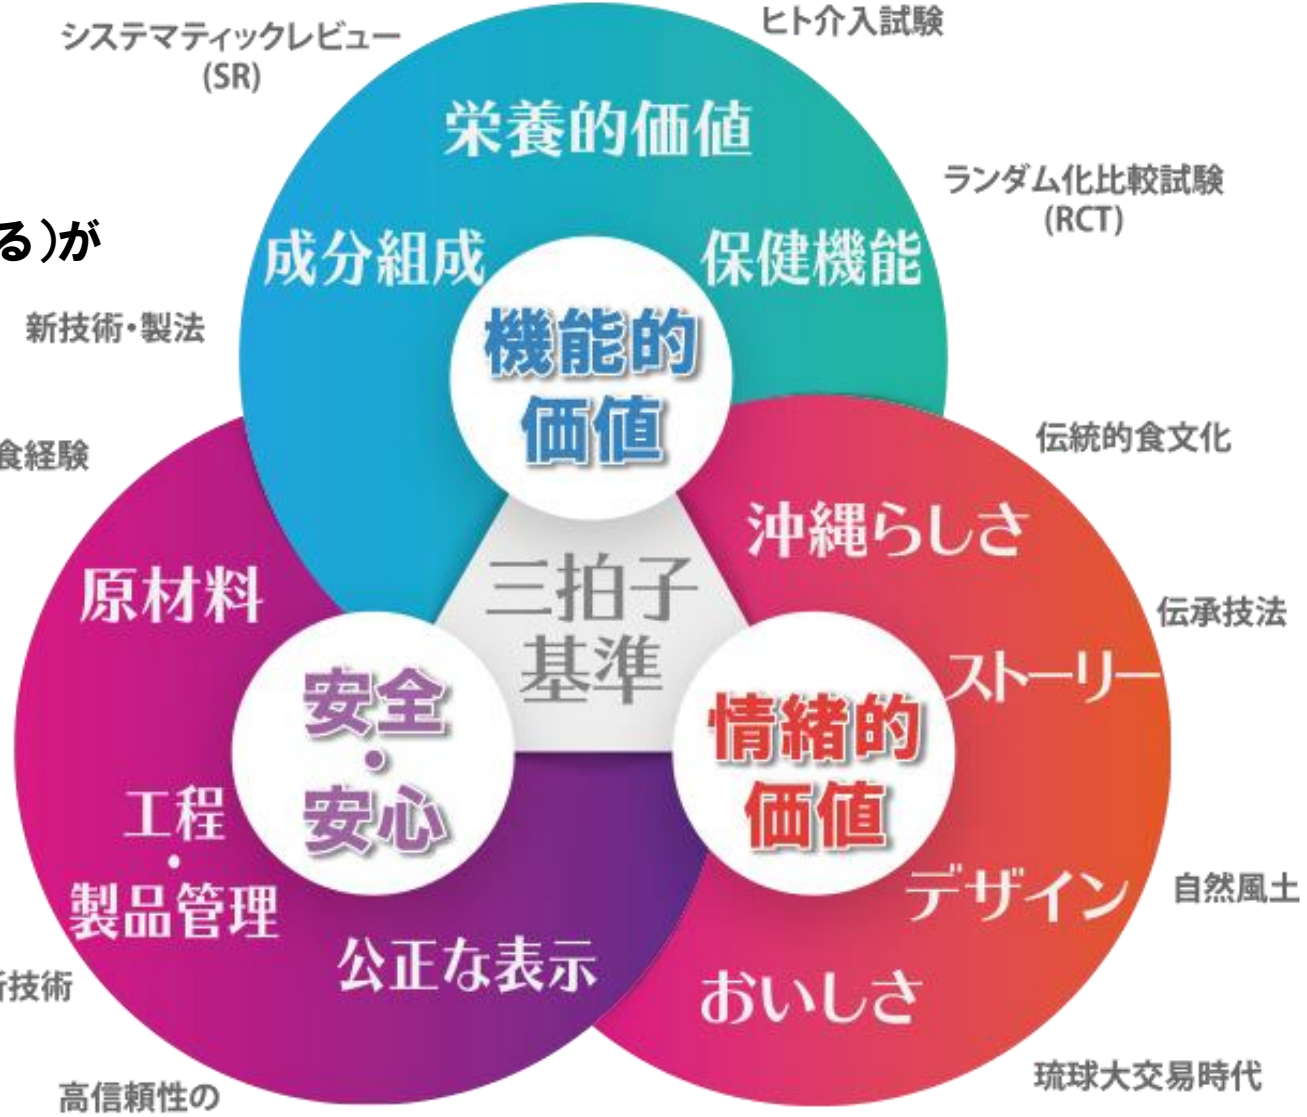 システマティックレビュー
(SR)
ヒト介入試験
栄養的価値
ランダム化比較試験
(RCT)
る)が
成分組成
保健機能
新技術・製法
機能的
価値
伝統的食文化
食経験
沖縄らしさ
三拍子
基準
原材料
伝承技法
ストーリー
安全
・
安心
情緒的
価値
工程
・
製品管理
デザイン
自然風土
公正な表示
おいしさ
技術
琉球大交易時代
高信頼性の